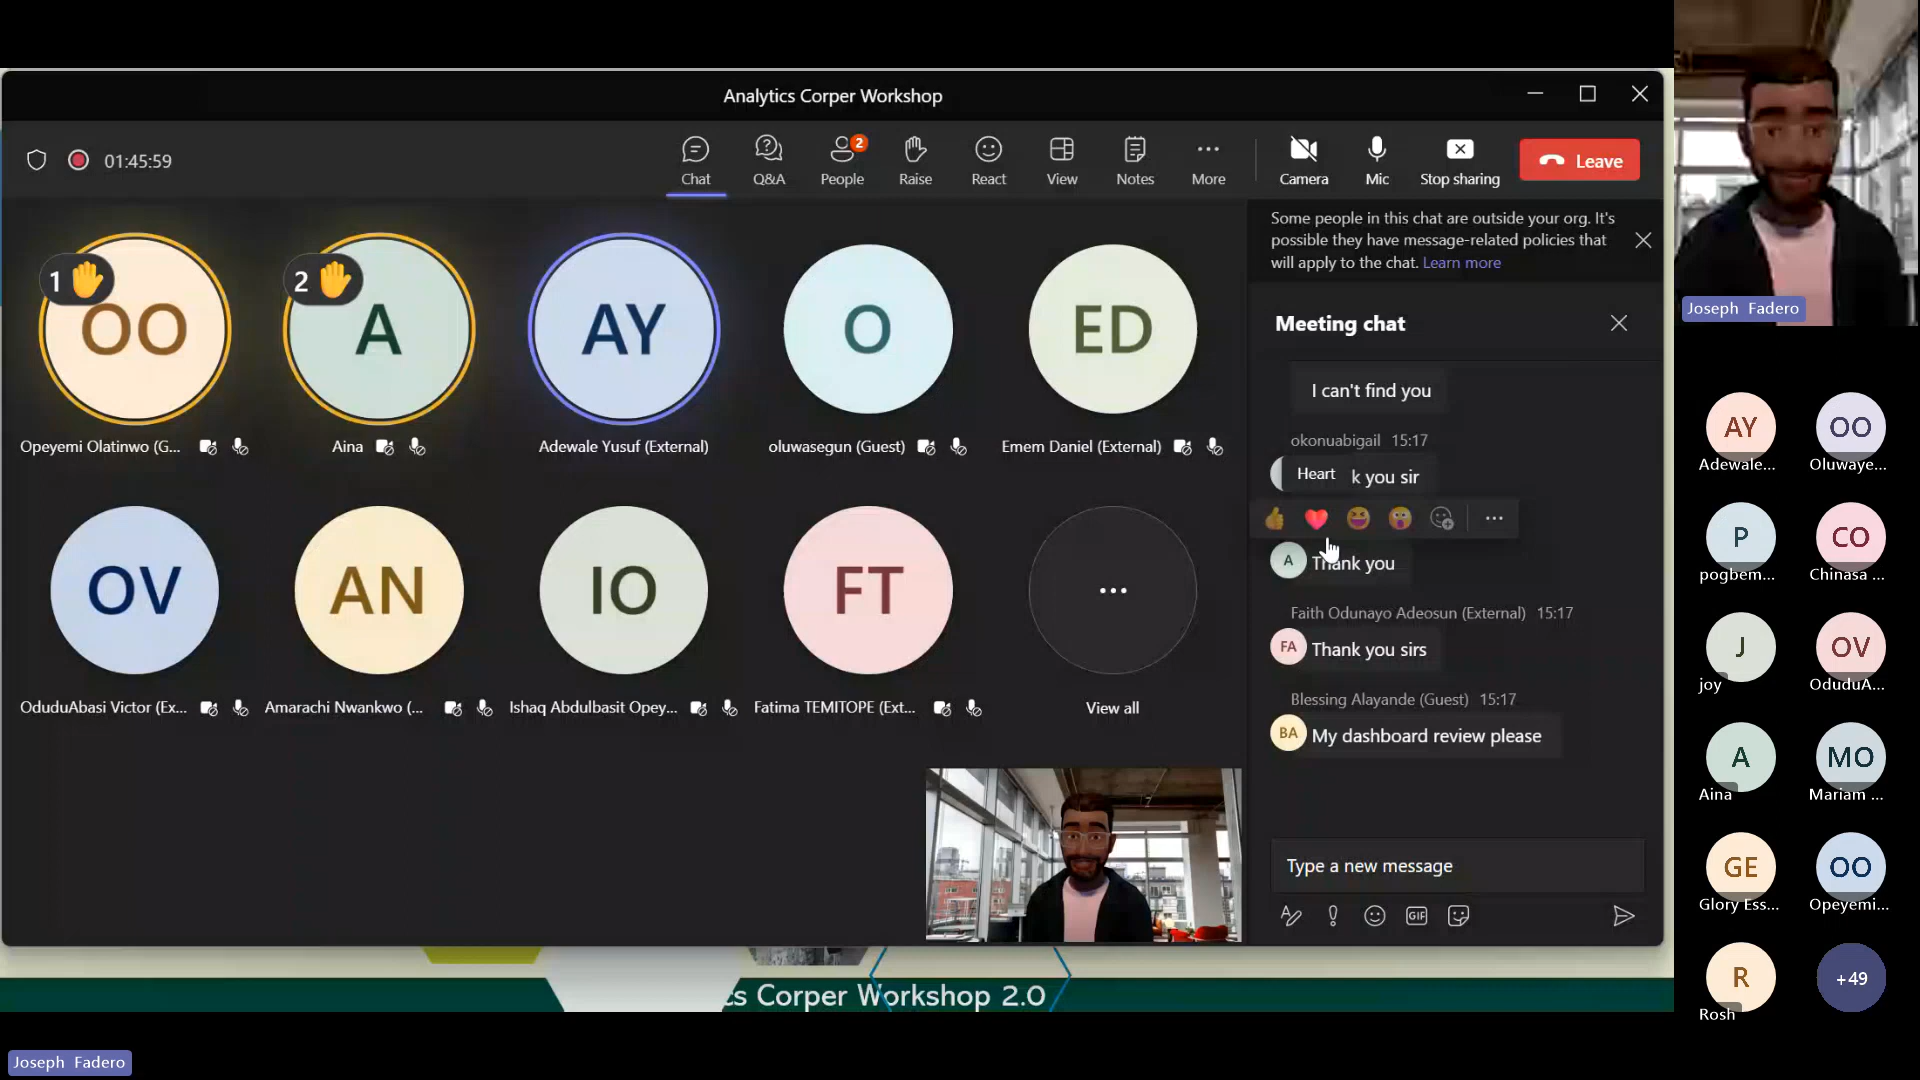 Analytics Corper Workshop
01:45:59
Chat
Q&A
2
People
Raise
React
View
Notes
More
Camera
Mic
Stop sharing
Leave
Some people in this chat are outside your org. It's
possible they have message-related policies that
will apply to the chat. Learn more
Meeting chat
1
OO
2
A
AY
O
ED
Opeyemi Olatinwo (G...
Aina
Adewale Yusuf (External)
oluwasegun (Guest)
Emem Daniel (External)
OV
AN
IO
FT
...
OduduAbasi Victor (Ex...
Amarachi Nwankwo (...
Ishaq Abdulbasit Opey...
Fatima TEMITOPE (Ext...
View all
I can't find you
okonuabigail 15:17
Heart
k you sir
A
Thank you
Faith Odunayo Adeosun (External) 15:17
FA
Thank you sirs
Blessing Alayande (Guest) 15:17
BA
My dashboard review please
Type a new message
GIF
cs Corper Workshop 2.0
Joseph Fadero
Joseph Fadero
AY
OO
Adewale...
Oluwaye...
P
CO
pogbem...
Chinasa ...
J
OV
joy
OduduA...
A
MO
Aina
Mariam ...
GE
OO
Glory Ess...
Opeyemi...
R
+49
Rosh